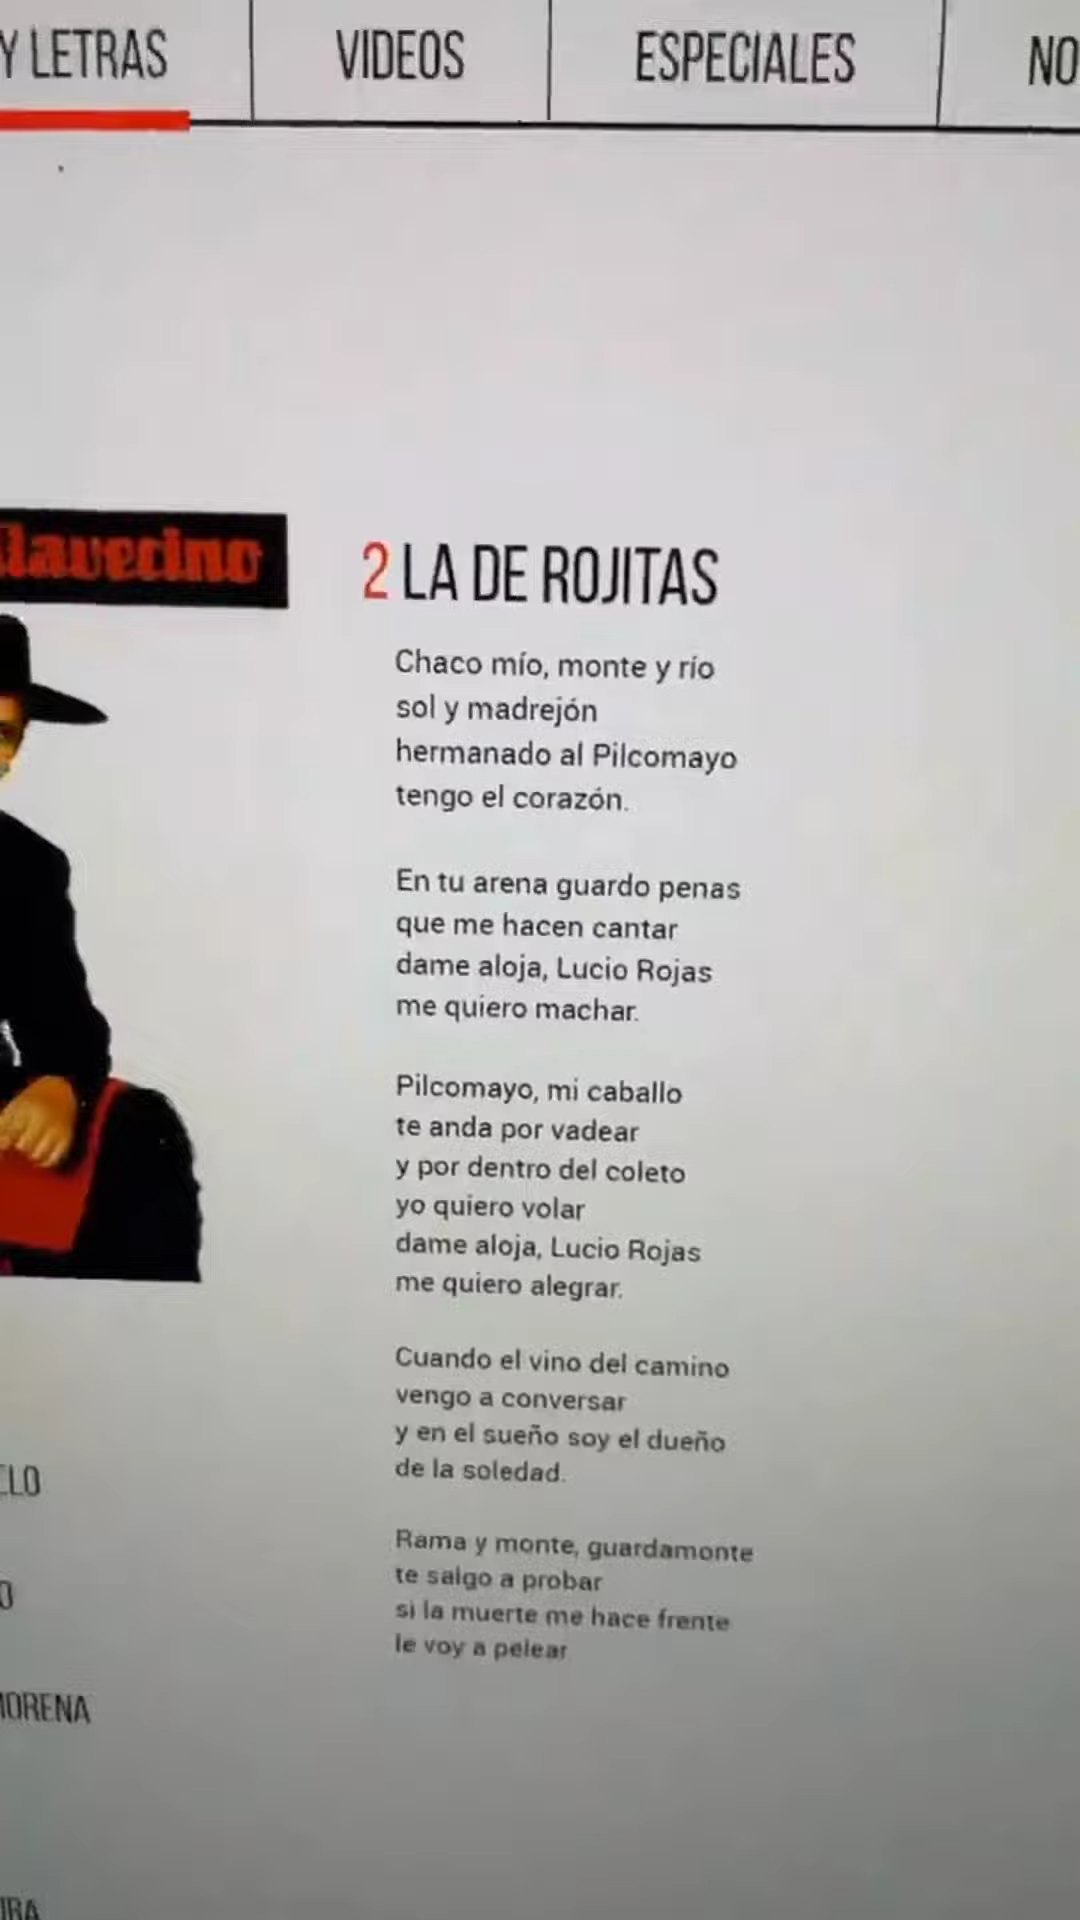 Y LETRAS
VIDEOS
ESPECIALES
NO
lavecino
2 LA DE ROJITAS
Chaco mío, monte y río
sol y madrejón
hermanado al Pilcomayo
tengo el corazón.
En tu arena guardo penas
que me hacen cantar
dame aloja, Lucio Rojas
me quiero machar.
Pilcomayo, mi caballo
te anda por vadear
y por dentro del coleto
yo quiero volar
dame aloja, Lucio Rojas
me quiero alegrar.
Cuando el vino del camino
vengo a conversar
y en el sueño soy el dueño
de la soledad.
Rama y monte, guardamonte
te salgo a probar
si la muerte me hace frente
le voy a pelear
ELO
O
MORENA
IRA